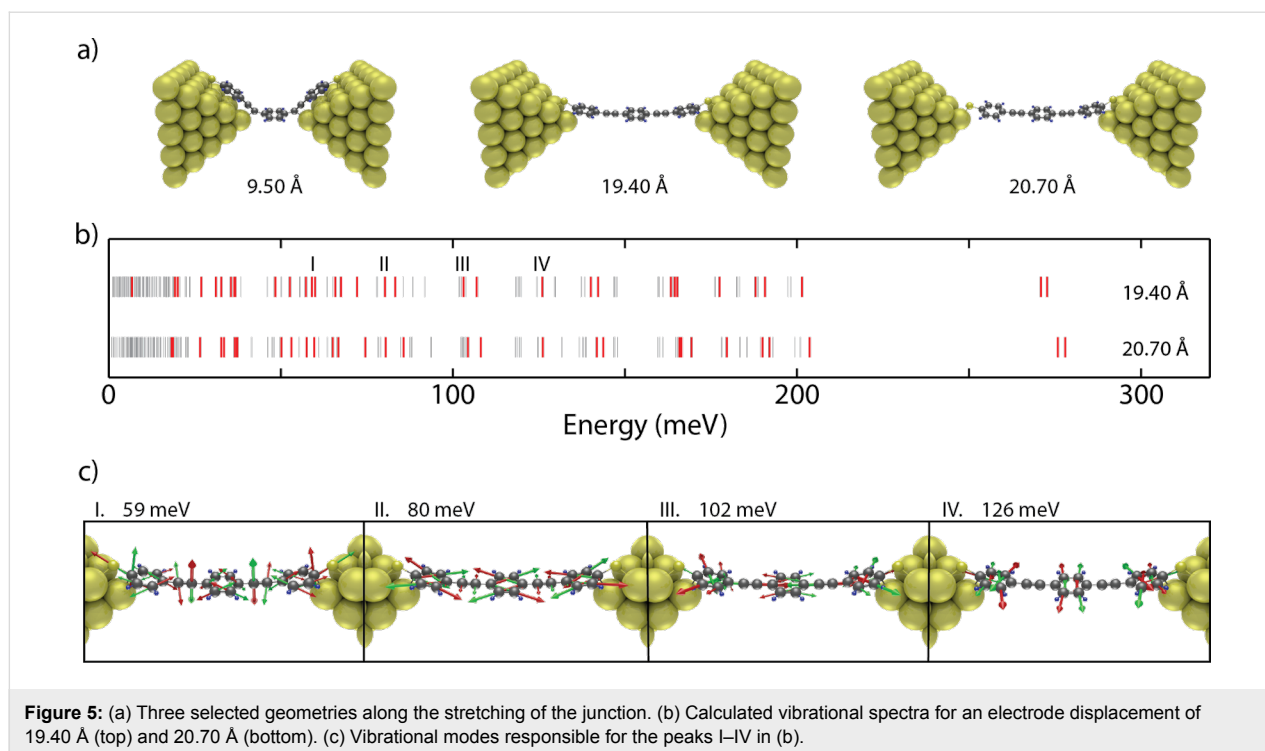 a)
9.50 Å 19.40 Å 20.70 Å
b)
I II III IV
19.40 Å
20.70 Å
0 100 200 300
Energy (meV)
c)
I. 59 meV II. 80 meV III. 102 meV IV. 126 meV
Figure 5: (a) Three selected geometries along the stretching of the junction. (b) Calculated vibrational spectra for an electrode displacement of
19.40 Å (top) and 20.70 Å (bottom). (c) Vibrational modes responsible for the peaks I–IV in (b).